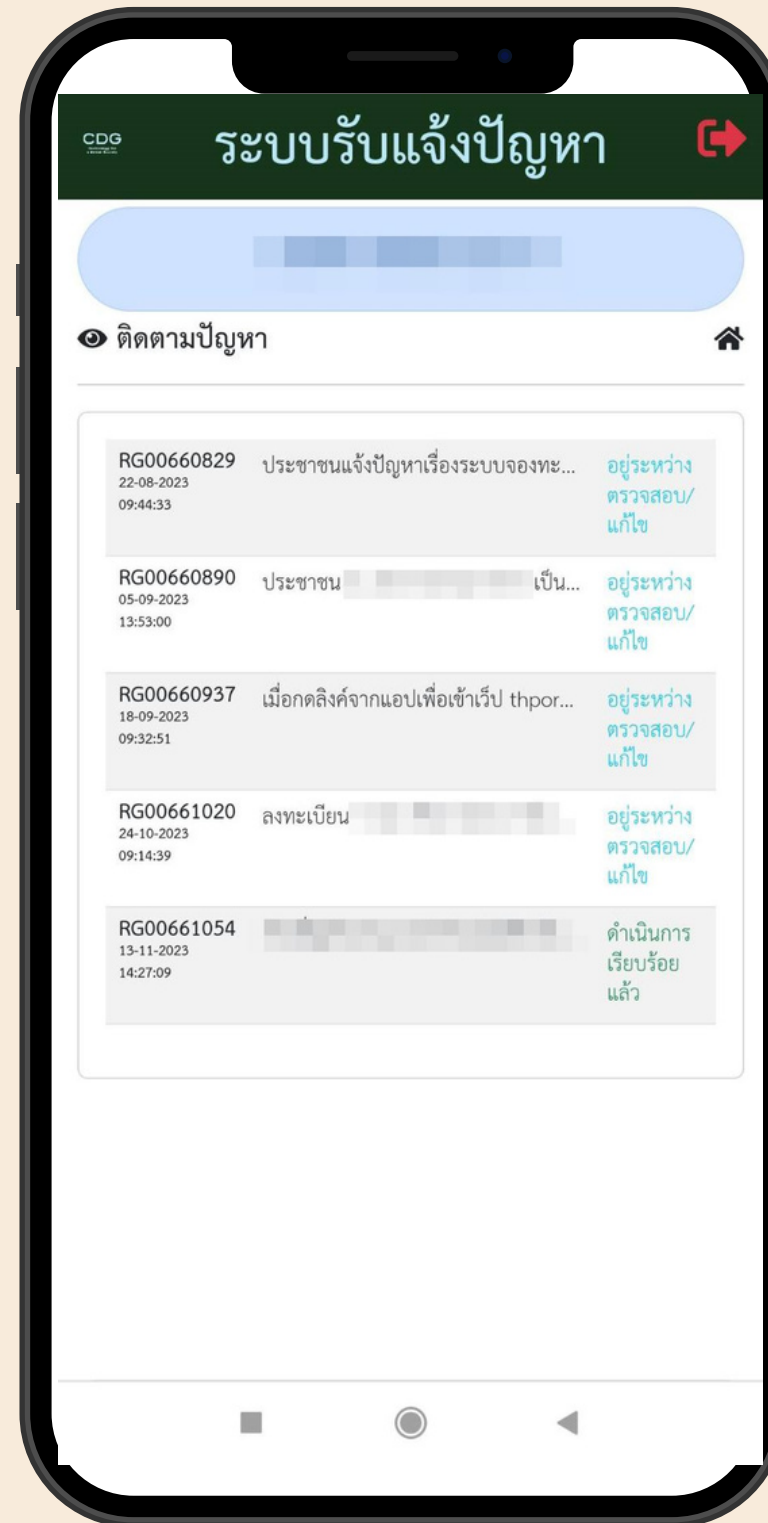 CDG
ระบบรับแจ้งปัญหา
ติดตามปัญหา
RG00660829 ประชาชนแจ้งปัญหาเรื่องระบบจองทะ... อยู่ระหว่าง
22-08-2023 ตรวจสอบ/
09:44:33 แก้ไข
RG00660890 ประชาชน เป็น... อยู่ระหว่าง
05-09-2023 ตรวจสอบ/
13:53:00 แก้ไข
RG00660937 เมื่อกดลิงค์จากแอปเพื่อเข้าเว็ป thpor... อยู่ระหว่าง
18-09-2023 ตรวจสอบ/
09:32:51 แก้ไข
RG00661020 ลงทะเบียน อยู่ระหว่าง
24-10-2023 ตรวจสอบ/
09:14:39 แก้ไข
RG00661054 ดำเนินการ
13-11-2023 เรียบร้อย
14:27:09 แล้ว